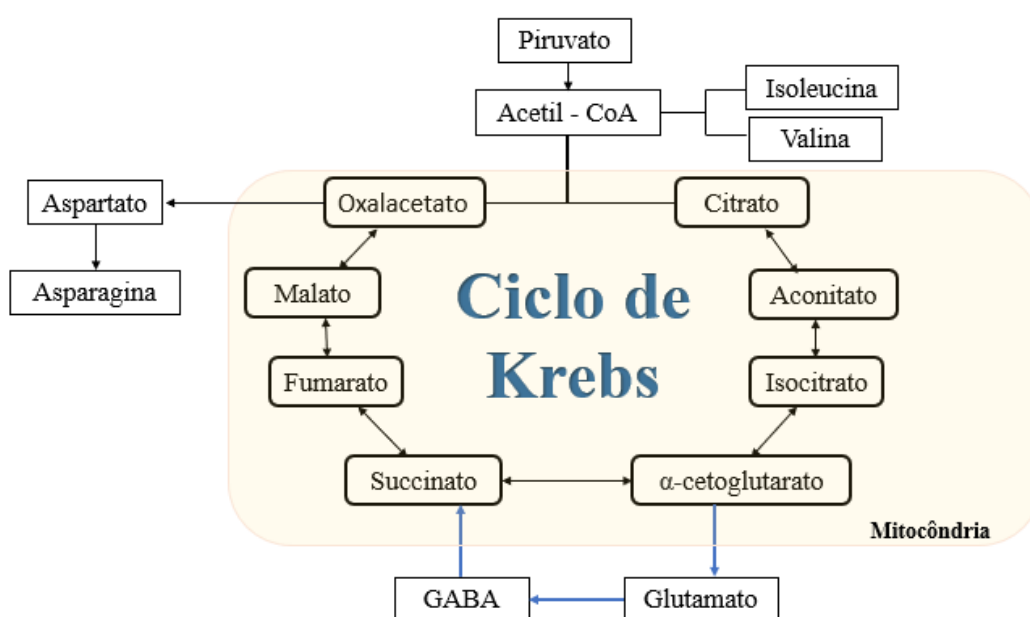 Piruvato
Acetil - CoA
Isoleucina
Valina
Aspartato
Oxalacetato
Citrato
Asparagina
Malato
Ciclo de
Krebs
Aconitato
Fumarato
Isocitrato
Succinato
α-cetoglutarato
Mitocôndria
GABA
Glutamato